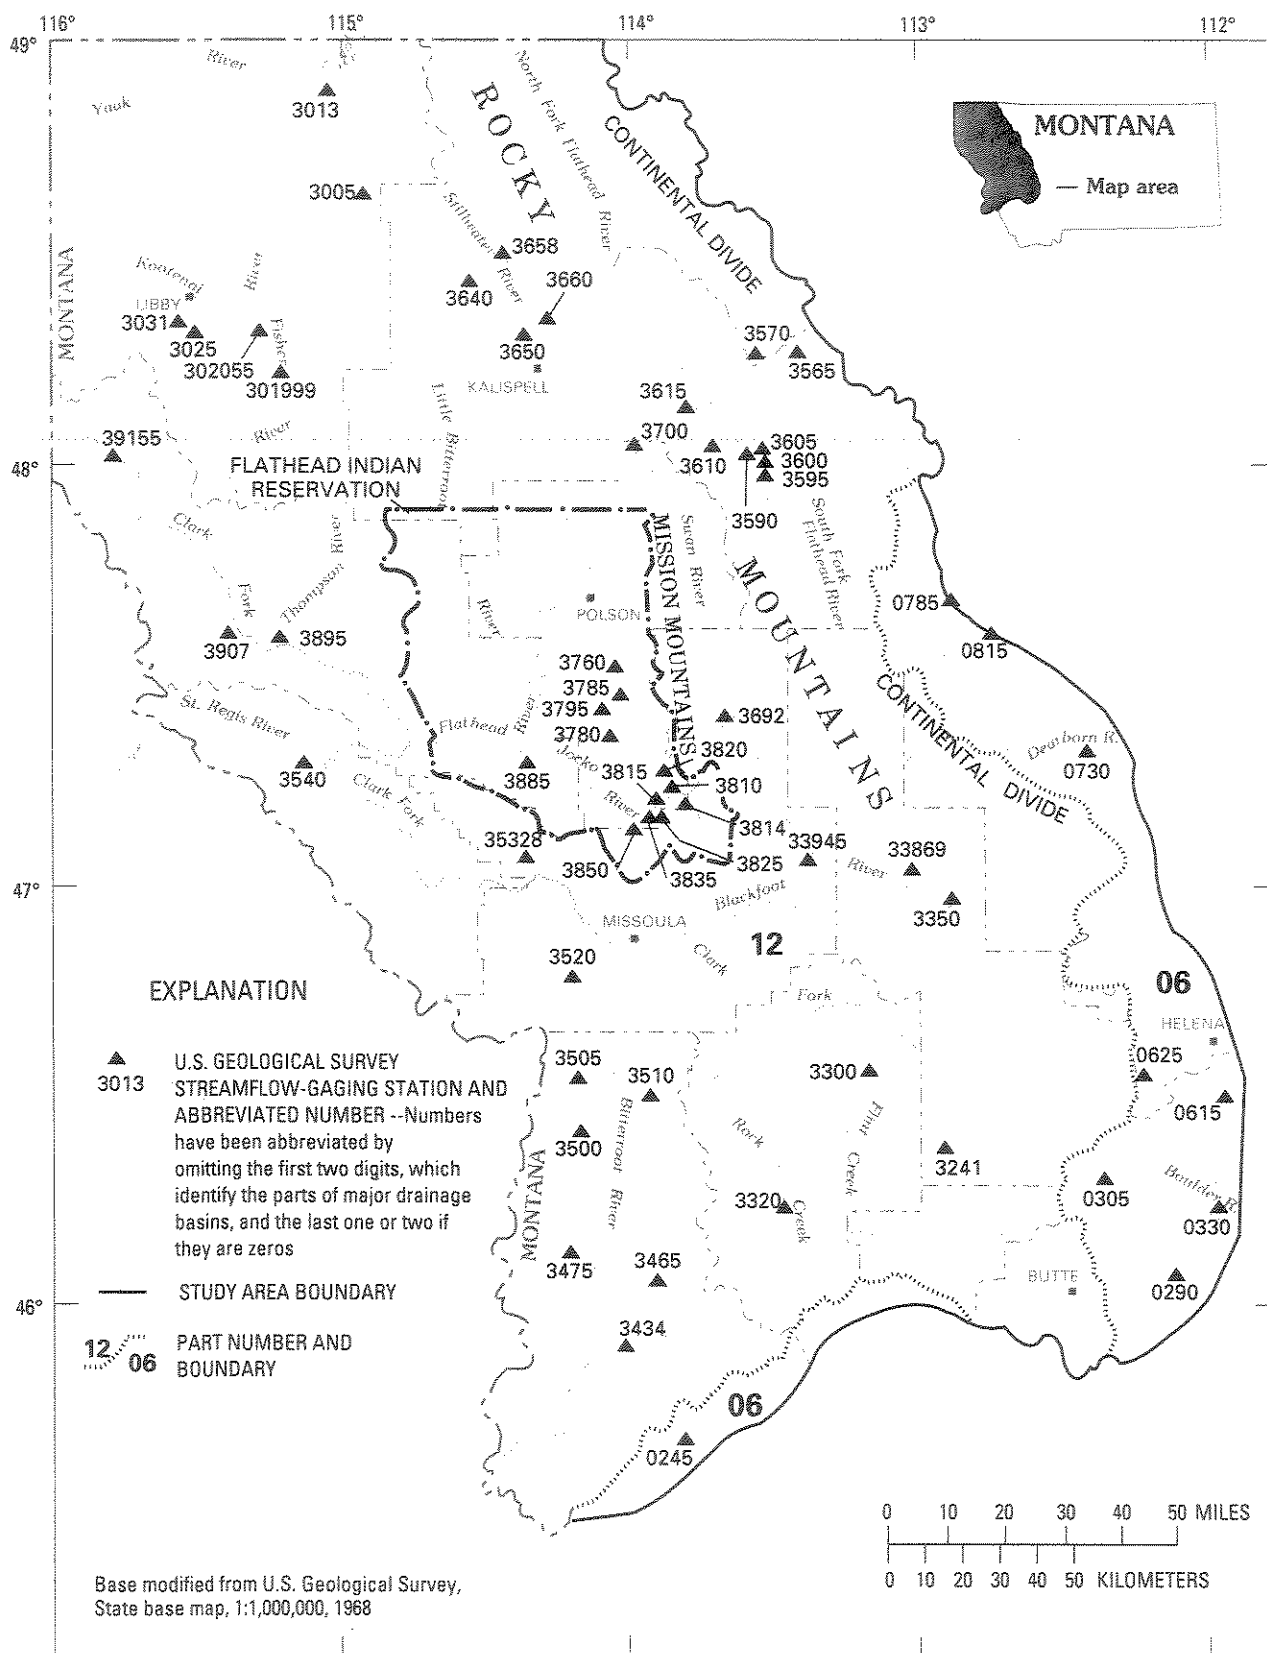 116°
115°
114°
113°
112°
49°
River
Yaak
3013
ROCKY
North Fork Flathead River
CONTINENTAL DIVIDE
MONTANA
Map area
3005
Stillwater River
3658
3640
3660
3650
KALISPELL
MONTANA
Kootenai
River
LIBBY
3031
3025
302055
Fisher
301999
River
3570
3565
3615
3700
3610
3605
3600
3595
3590
39155
48°
Little Bitterroot
River
FLATHEAD INDIAN
RESERVATION
Clark
Fork
Thompson
River
3907
3895
MISSION MOUNTAINS
Swan River
South Fork
Flathead River
MOUNTAINS
POLSON
0785
0815
CONTINENTAL DIVIDE
3760
3785
3795
3780
3692
St. Regis River
3540
Clark Fork
Flathead River
3885
Jocko
River
3820
3815
3810
3814
3825
3835
3850
35328
Dearborn R.
0730
33945
River
33869
3350
Blackfoot
47°
MISSOULA
12
Clark
Fork
3520
06
HELENA
0625
0615
3505
3510
3500
Bitterroot River
MONTANA
3300
Flint
Creek
Rock
Creek
3320
3241
0305
Boulder R.
0330
0290
BUTTE
3475
3465
3434
46°
06
0245
EXPLANATION
3013
U.S. GEOLOGICAL SURVEY
STREAMFLOW-GAGING STATION AND
ABBREVIATED NUMBER --Numbers
have been abbreviated by
omitting the first two digits, which
identify the parts of major drainage
basins, and the last one or two if
they are zeros
STUDY AREA BOUNDARY
12
06
PART NUMBER AND
BOUNDARY
0 10 20 30 40 50 MILES
0 10 20 30 40 50 KILOMETERS
Base modified from U.S. Geological Survey,
State base map, 1:1,000,000, 1968